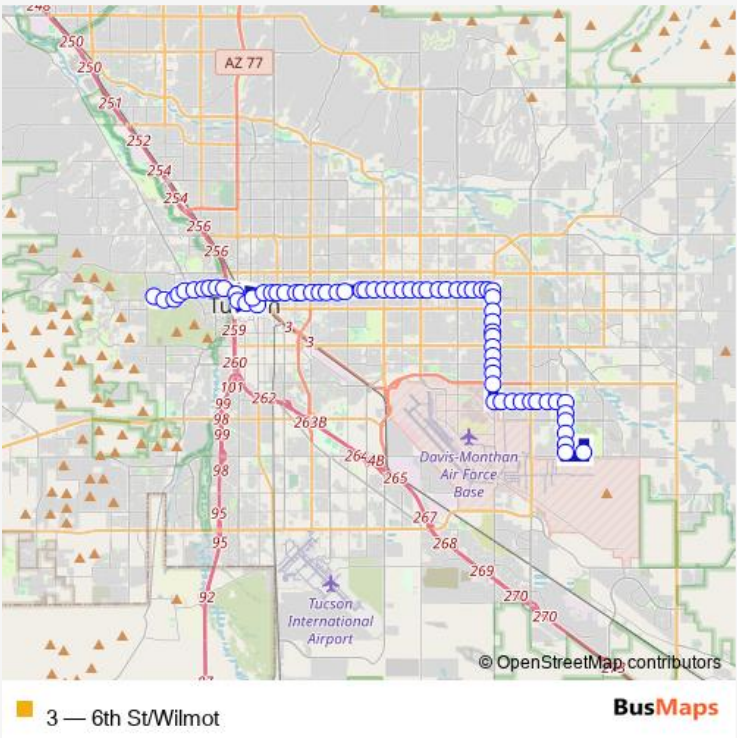 248
250
250
AZ 77
251
252
254
254
256
256
259
3
3
260
101
99
262
98
263B
99
264
4B
98
265
Davis-Monthan
Air Force
Base
95
267
95
268
269
92
270
270
Tucson
International
Airport
© OpenStreetMap contributors
3 — 6th St/Wilmot
BusMaps